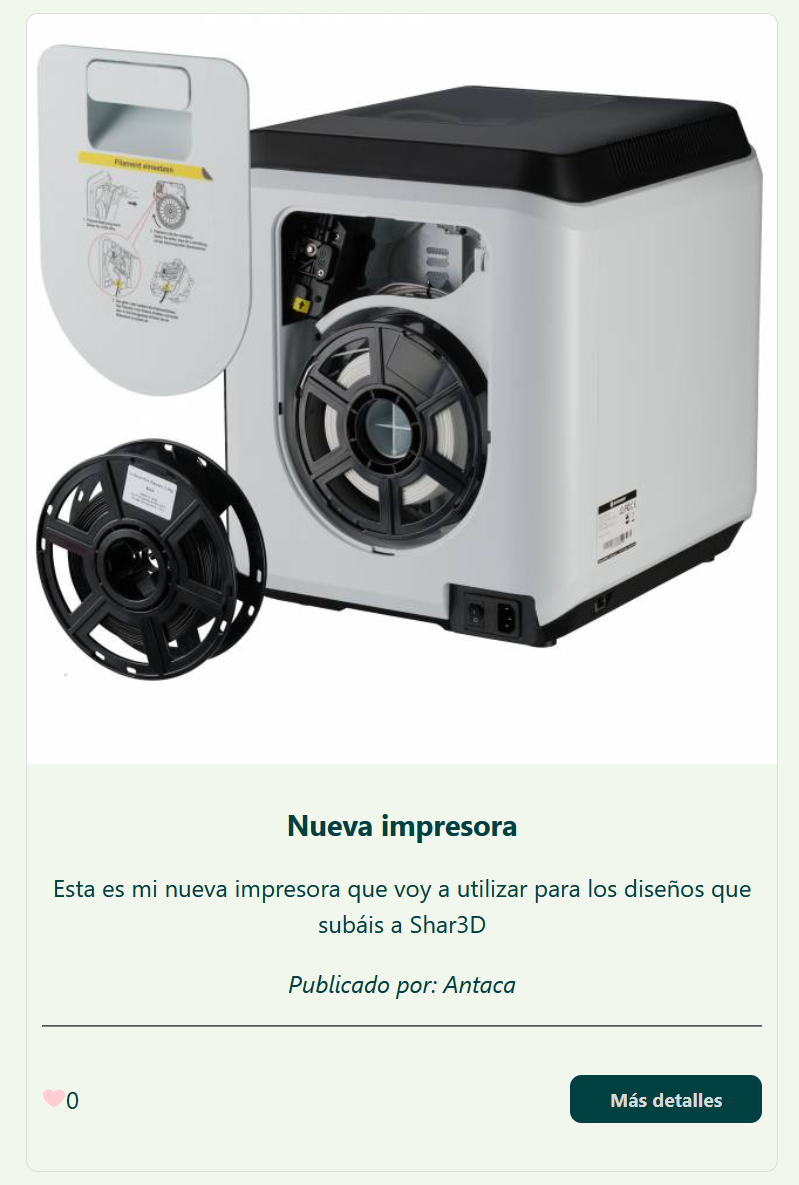 Filament einsetzen
Nueva impresora
Esta es mi nueva impresora que voy a utilizar para los diseños que
subáis a Shar3D
Publicado por: Antaca
0
Más detalles